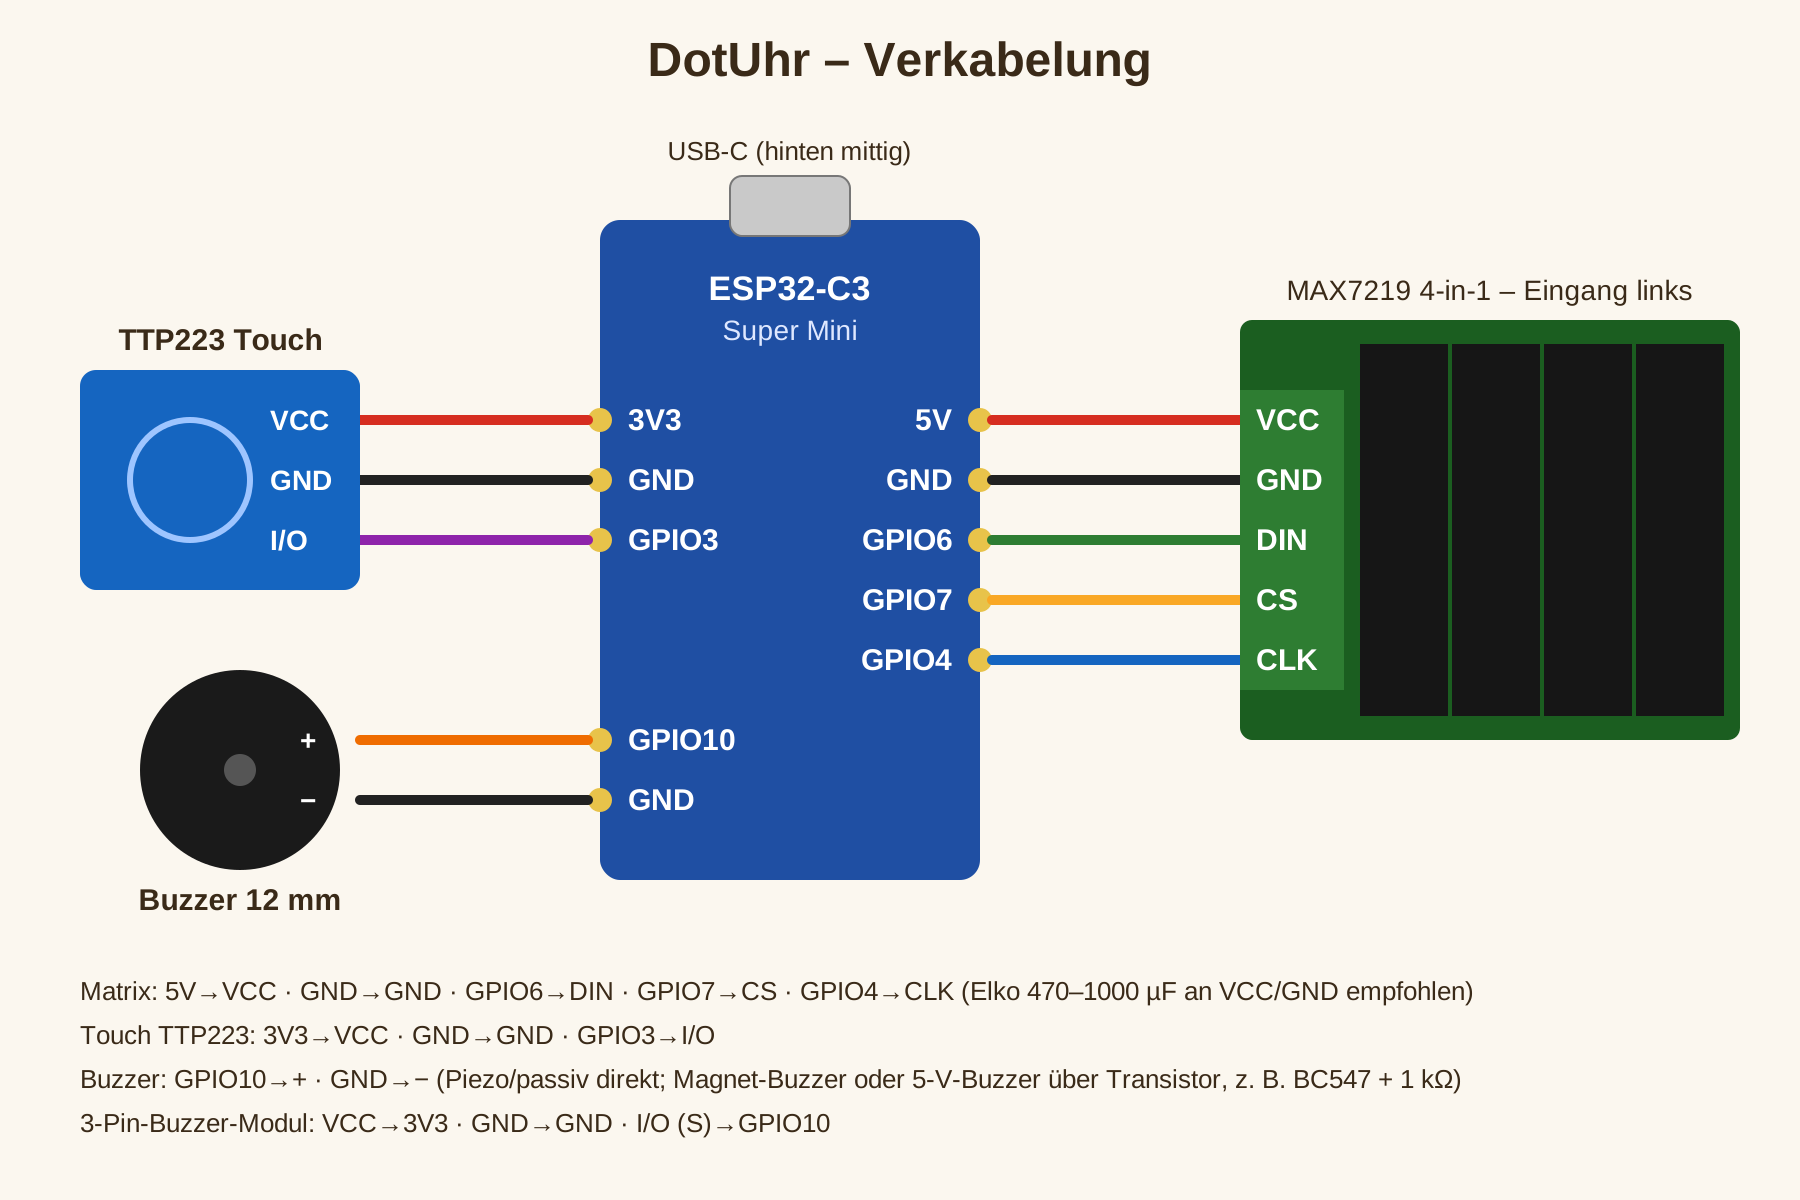 DotUhr – Verkabelung
USB-C (hinten mittig)
ESP32-C3
Super Mini
MAX7219 4-in-1 – Eingang links
TTP223 Touch
VCC
GND
I/O
3V3
GND
GPIO3
5V
GND
GPIO6
GPIO7
GPIO4
VCC
GND
DIN
CS
CLK
+
−
GPIO10
GND
Buzzer 12 mm
Matrix: 5V→VCC · GND→GND · GPIO6→DIN · GPIO7→CS · GPIO4→CLK (Elko 470–1000 µF an VCC/GND empfohlen)
Touch TTP223: 3V3→VCC · GND→GND · GPIO3→I/O
Buzzer: GPIO10→+ · GND→− (Piezo/passiv direkt; Magnet-Buzzer oder 5-V-Buzzer über Transistor, z. B. BC547 + 1 kΩ)
3-Pin-Buzzer-Modul: VCC→3V3 · GND→GND · I/O (S)→GPIO10